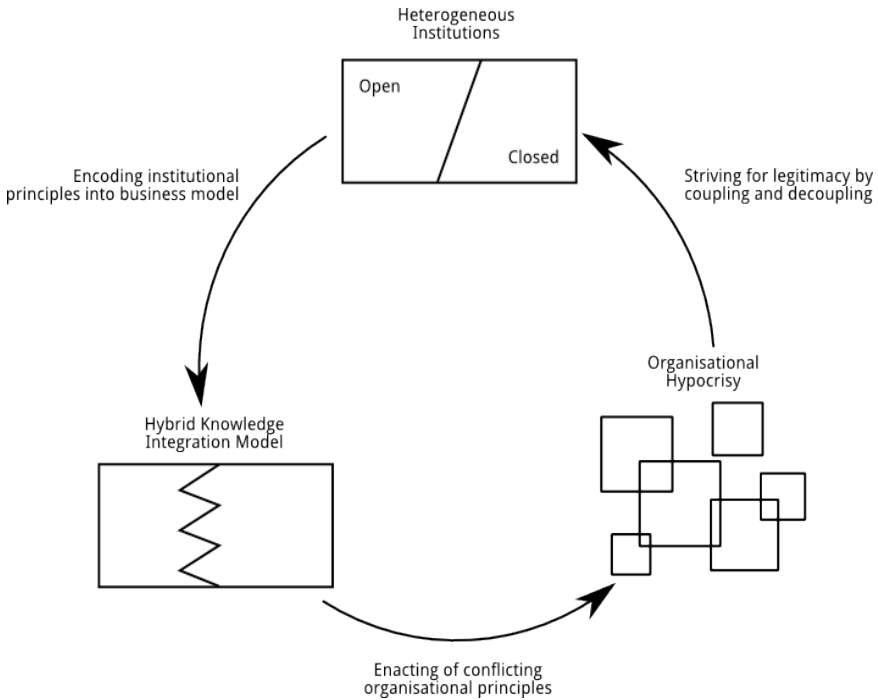 Heterogeneous
Institutions
Open
Closed
Encoding institutional
principles into business model
Striving for legitimacy by
coupling and decoupling
Organisational
Hypocrisy
Hybrid Knowledge
Integration Model
Enacting of conflicting
organisational principles